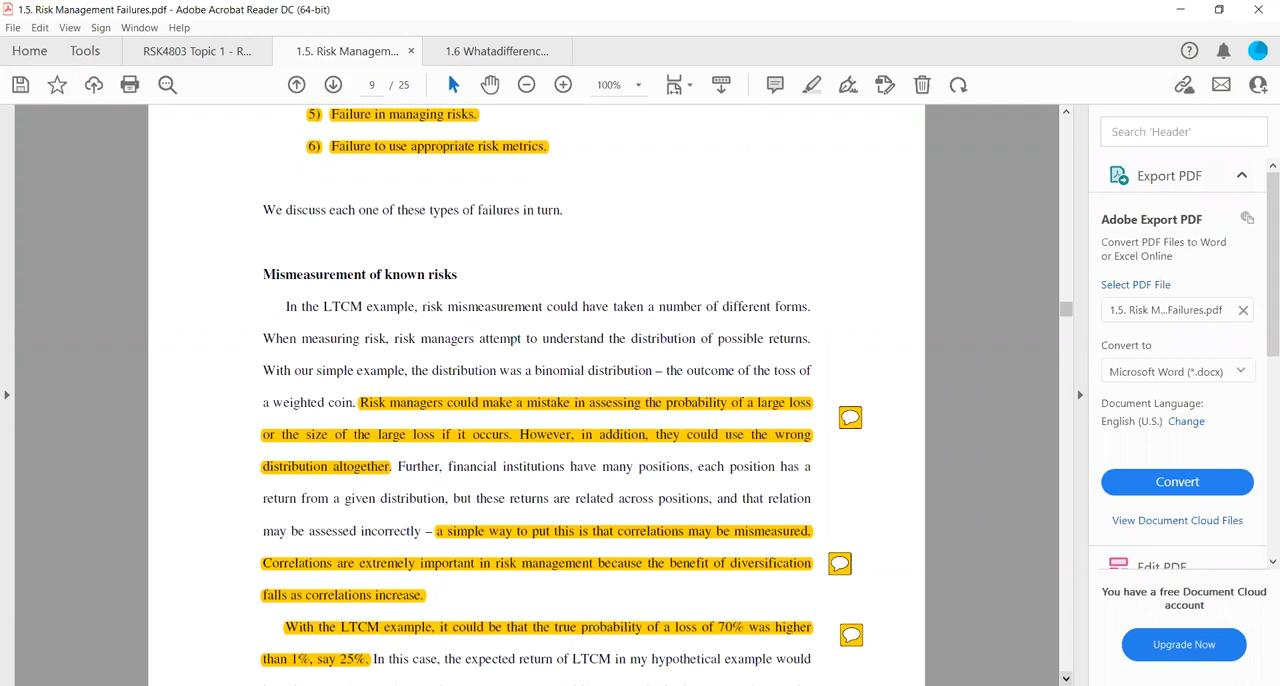 1.5. Risk Management Failures.pdf - Adobe Acrobat Reader DC (64-bit)
File Edit View Sign Window Help
Home Tools RSK4803 Topic 1 - R... 1.5. Risk Managem... × 1.6 Whatadifferenc...
9 / 25 100%
5) Failure in managing risks.
6) Failure to use appropriate risk metrics.
We discuss each one of these types of failures in turn.
Mismeasurement of known risks
In the LTCM example, risk mismeasurement could have taken a number of different forms.
When measuring risk, risk managers attempt to understand the distribution of possible returns.
With our simple example, the distribution was a binomial distribution – the outcome of the toss of
a weighted coin. Risk managers could make a mistake in assessing the probability of a large loss
or the size of the large loss if it occurs. However, in addition, they could use the wrong
distribution altogether. Further, financial institutions have many positions, each position has a
return from a given distribution, but these returns are related across positions, and that relation
may be assessed incorrectly – a simple way to put this is that correlations may be mismeasured.
Correlations are extremely important in risk management because the benefit of diversification
falls as correlations increase.
With the LTCM example, it could be that the true probability of a loss of 70% was higher
than 1%, say 25%. In this case, the expected return of LTCM in my hypothetical example would
Search 'Header'
Export PDF
Adobe Export PDF
Convert PDF Files to Word
or Excel Online
Select PDF File
1.5. Risk M...Failures.pdf
Convert to
Microsoft Word (*.docx)
Document Language:
English (U.S.) Change
Convert
View Document Cloud Files
Edit PDF
You have a free Document Cloud
account
Upgrade Now